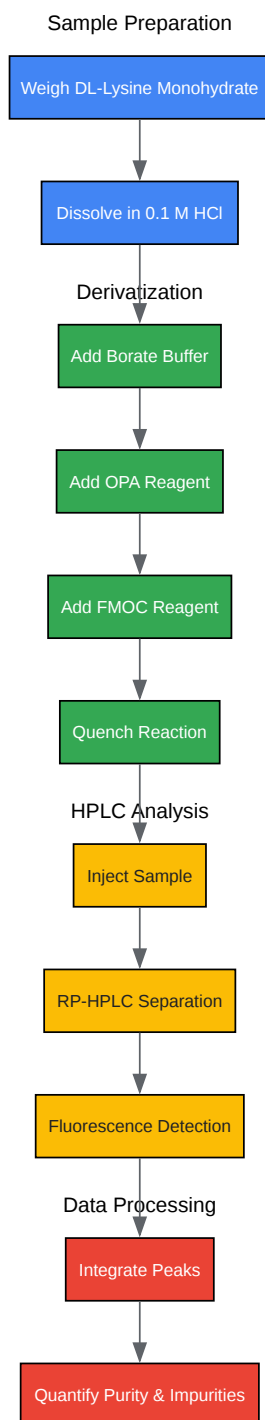 Sample Preparation
Weigh DL-Lysine Monohydrate
Dissolve in 0.1 M HCl
Derivatization
Add Borate Buffer
Add OPA Reagent
Add FMOC Reagent
Quench Reaction
HPLC Analysis
Inject Sample
RP-HPLC Separation
Fluorescence Detection
Data Processing
Integrate Peaks
Quantify Purity & Impurities